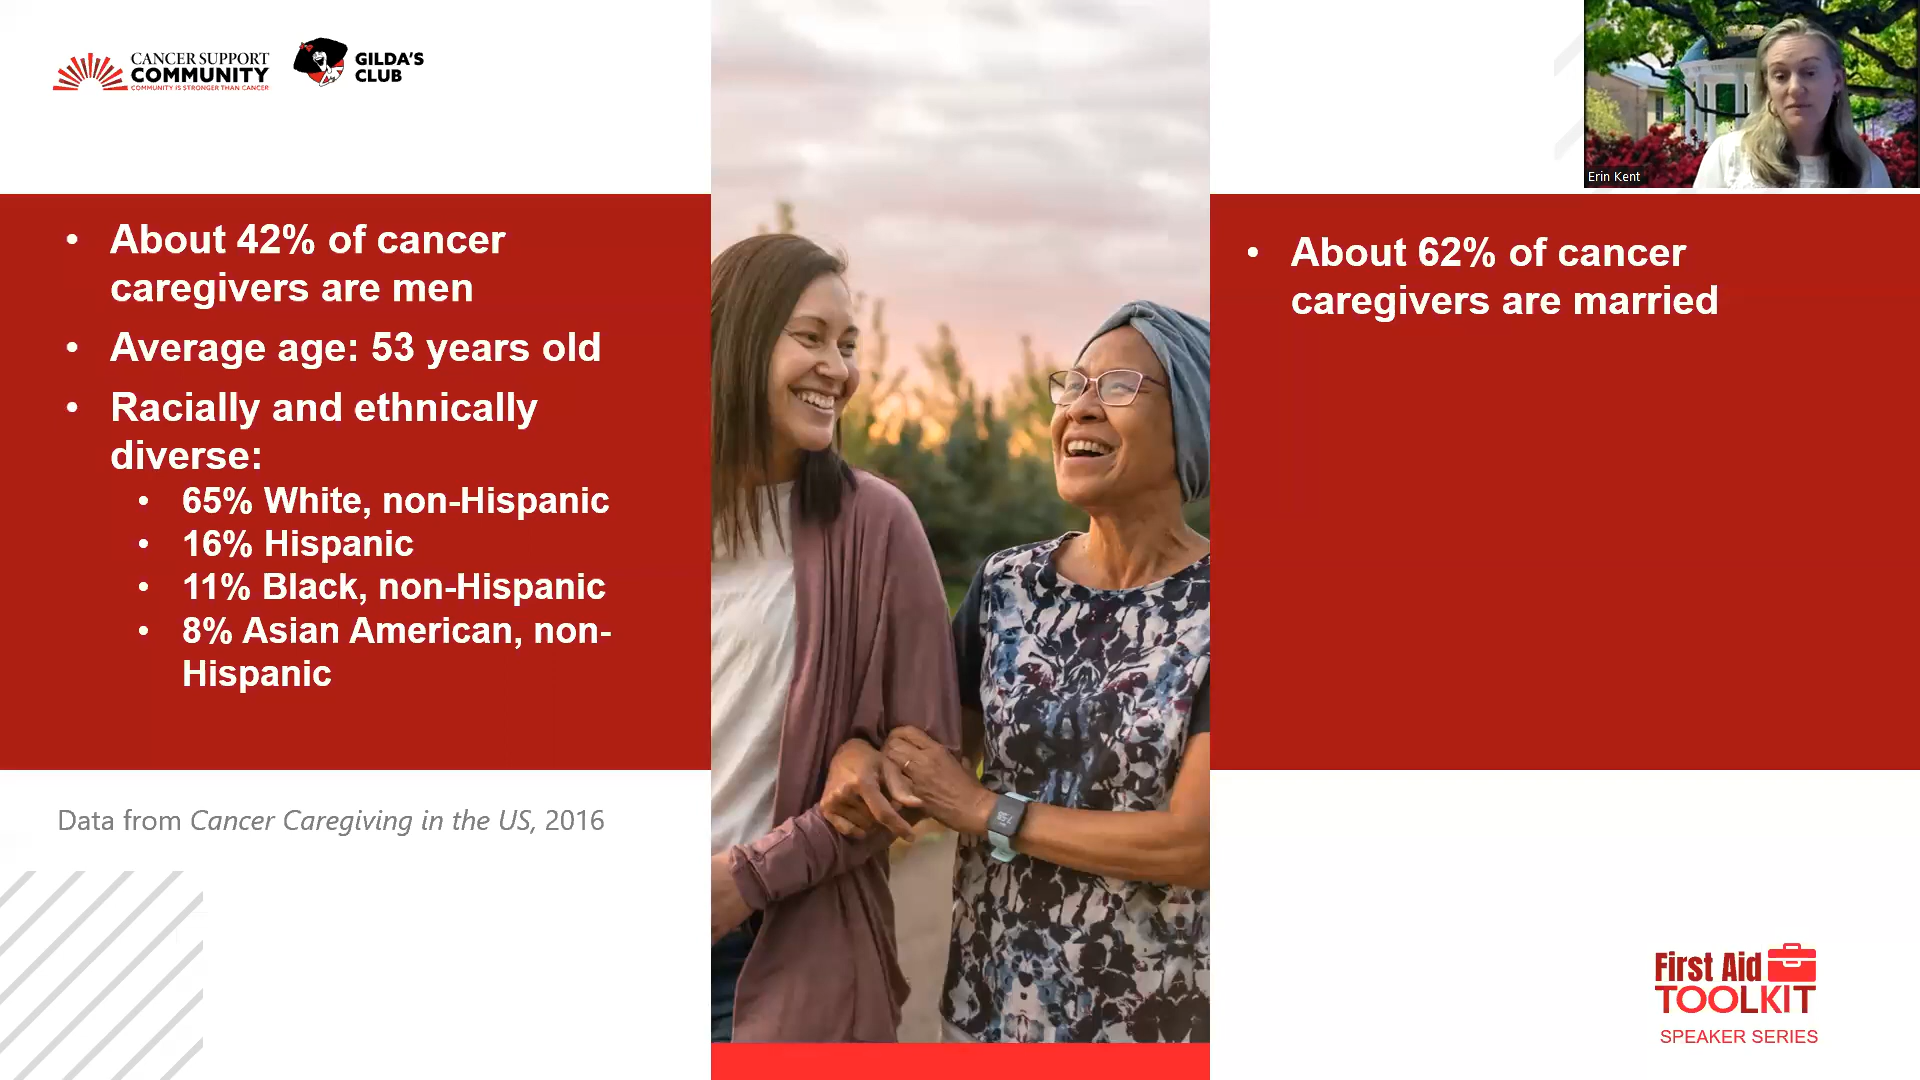 CANCER SUPPORT
COMMUNITY
COMMUNITY IS STRONGER THAN CANCER
GILDA'S
CLUB
Erin Kent
• About 42% of cancer
caregivers are men
• Average age: 53 years old
• Racially and ethnically
diverse:
• 65% White, non-Hispanic
• 16% Hispanic
• 11% Black, non-Hispanic
• 8% Asian American, non-
Hispanic
• About 62% of cancer
caregivers are married
Data from Cancer Caregiving in the US, 2016
First Aid
TOOLKIT
SPEAKER SERIES